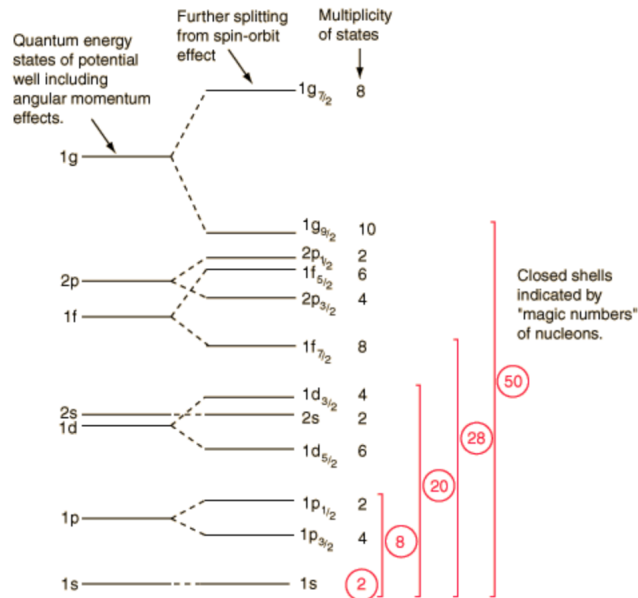 Quantum energy
states of potential
well including
angular momentum
effects.
Further splitting
from spin-orbit
effect
Multiplicity
of states
1g
1g7/2 8
1g9/2 10
2p1/2 2
2p
1f5/2 6
2p3/2 4
1f
1f7/2 8
Closed shells
indicated by
"magic numbers"
of nucleons.
50
1d3/2 4
2s
2s 2
1d
28
1d5/2 6
20
1p1/2 2
1p
8
1p3/2 4
1s
1s 2